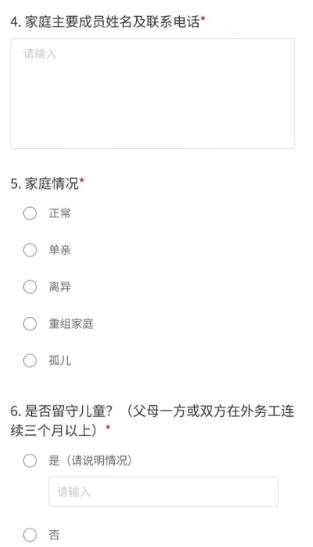 4. 家庭主要成员姓名及联系电话*
请输入
5. 家庭情况*
正常
单亲
离异
重组家庭
孤儿
6. 是否留守儿童？（父母一方或双方在外务工连
续三个月以上）*
是（请说明情况）
请输入
否